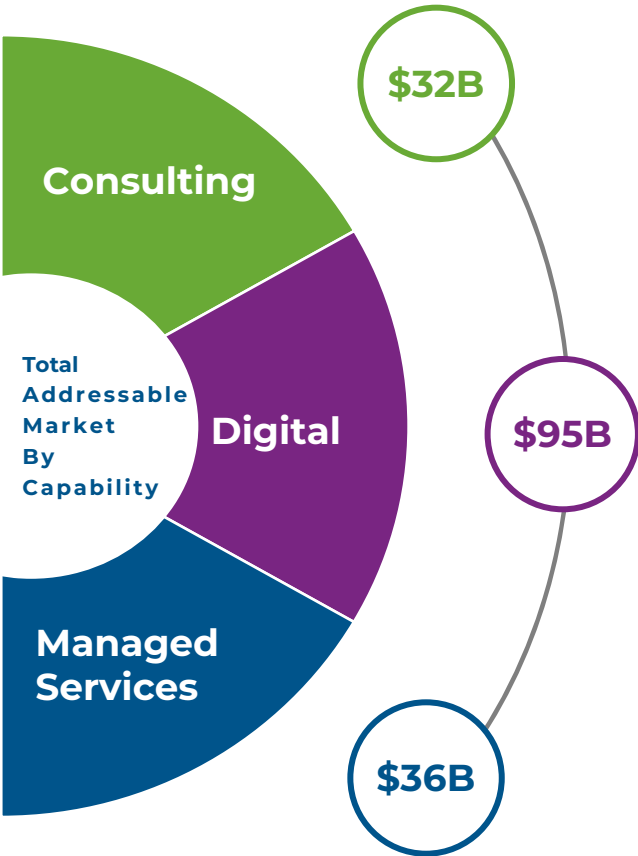 $32B
Consulting
Total
Addressable
Market
By
Capability
Digital
$95B
Managed
Services
$36B